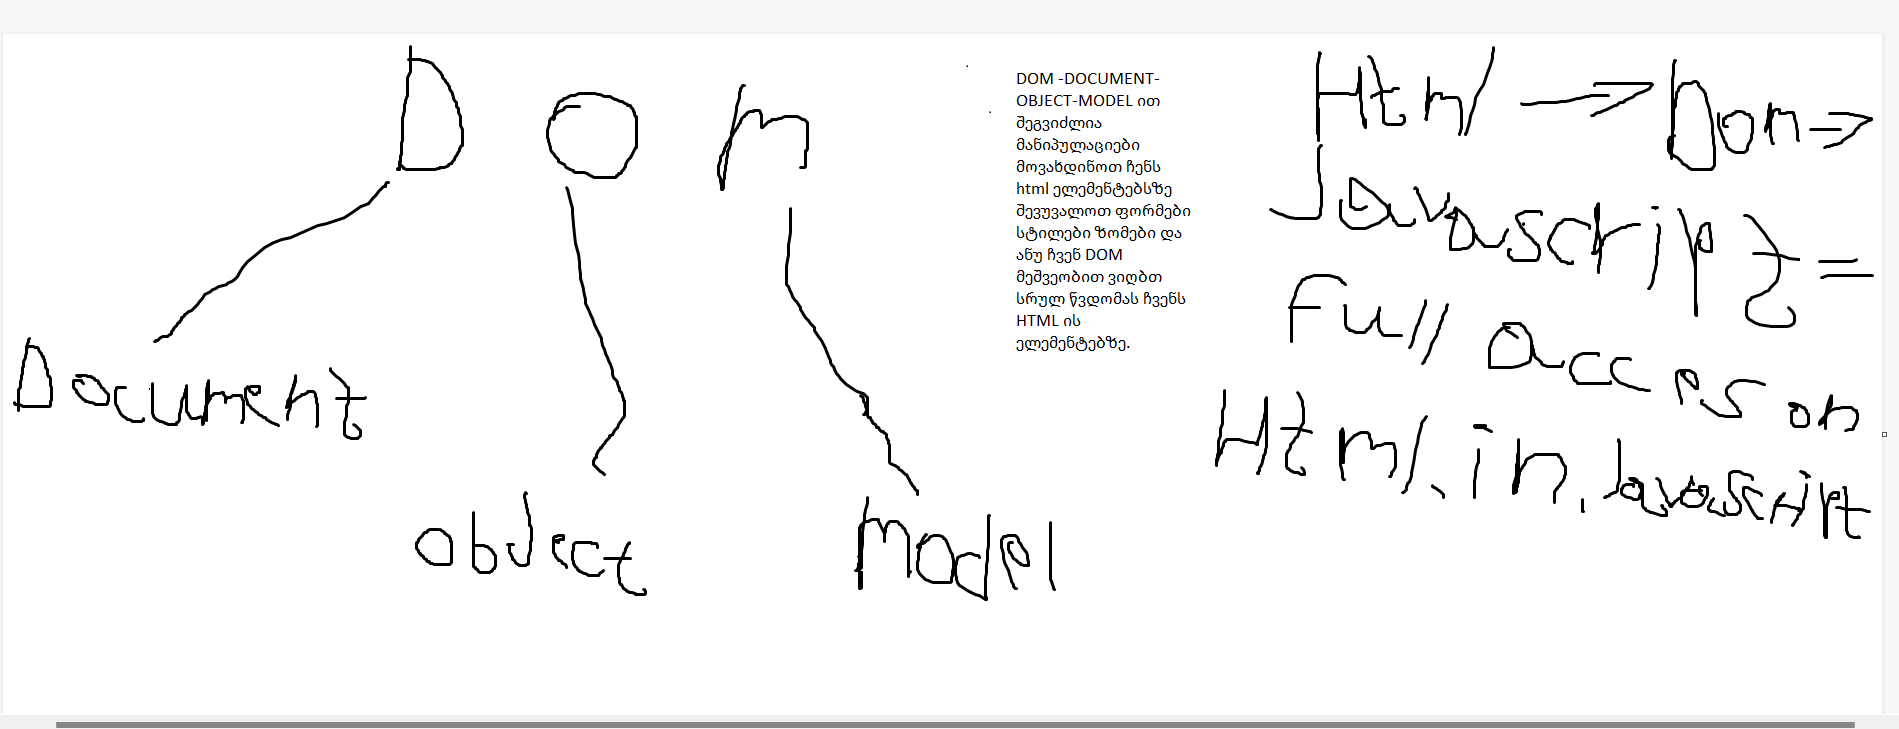 DOM
Document
object
model
DOM -DOCUMENT-
OBJECT-MODEL ით
შეგვიძლია
მანიპულაციები
მოვახდინოთ ჩენს
html ელემენტებსზე
შევუვალოთ ფორმები
სტილები ზომები და
ანუ ჩვენ DOM
მეშვეობით ვიღბთ
სრულ წვდომას ჩვენს
HTML ის
ელემენტებზე.
Html → Dom →
Javascript =
full acces on
Html.in.Javascript